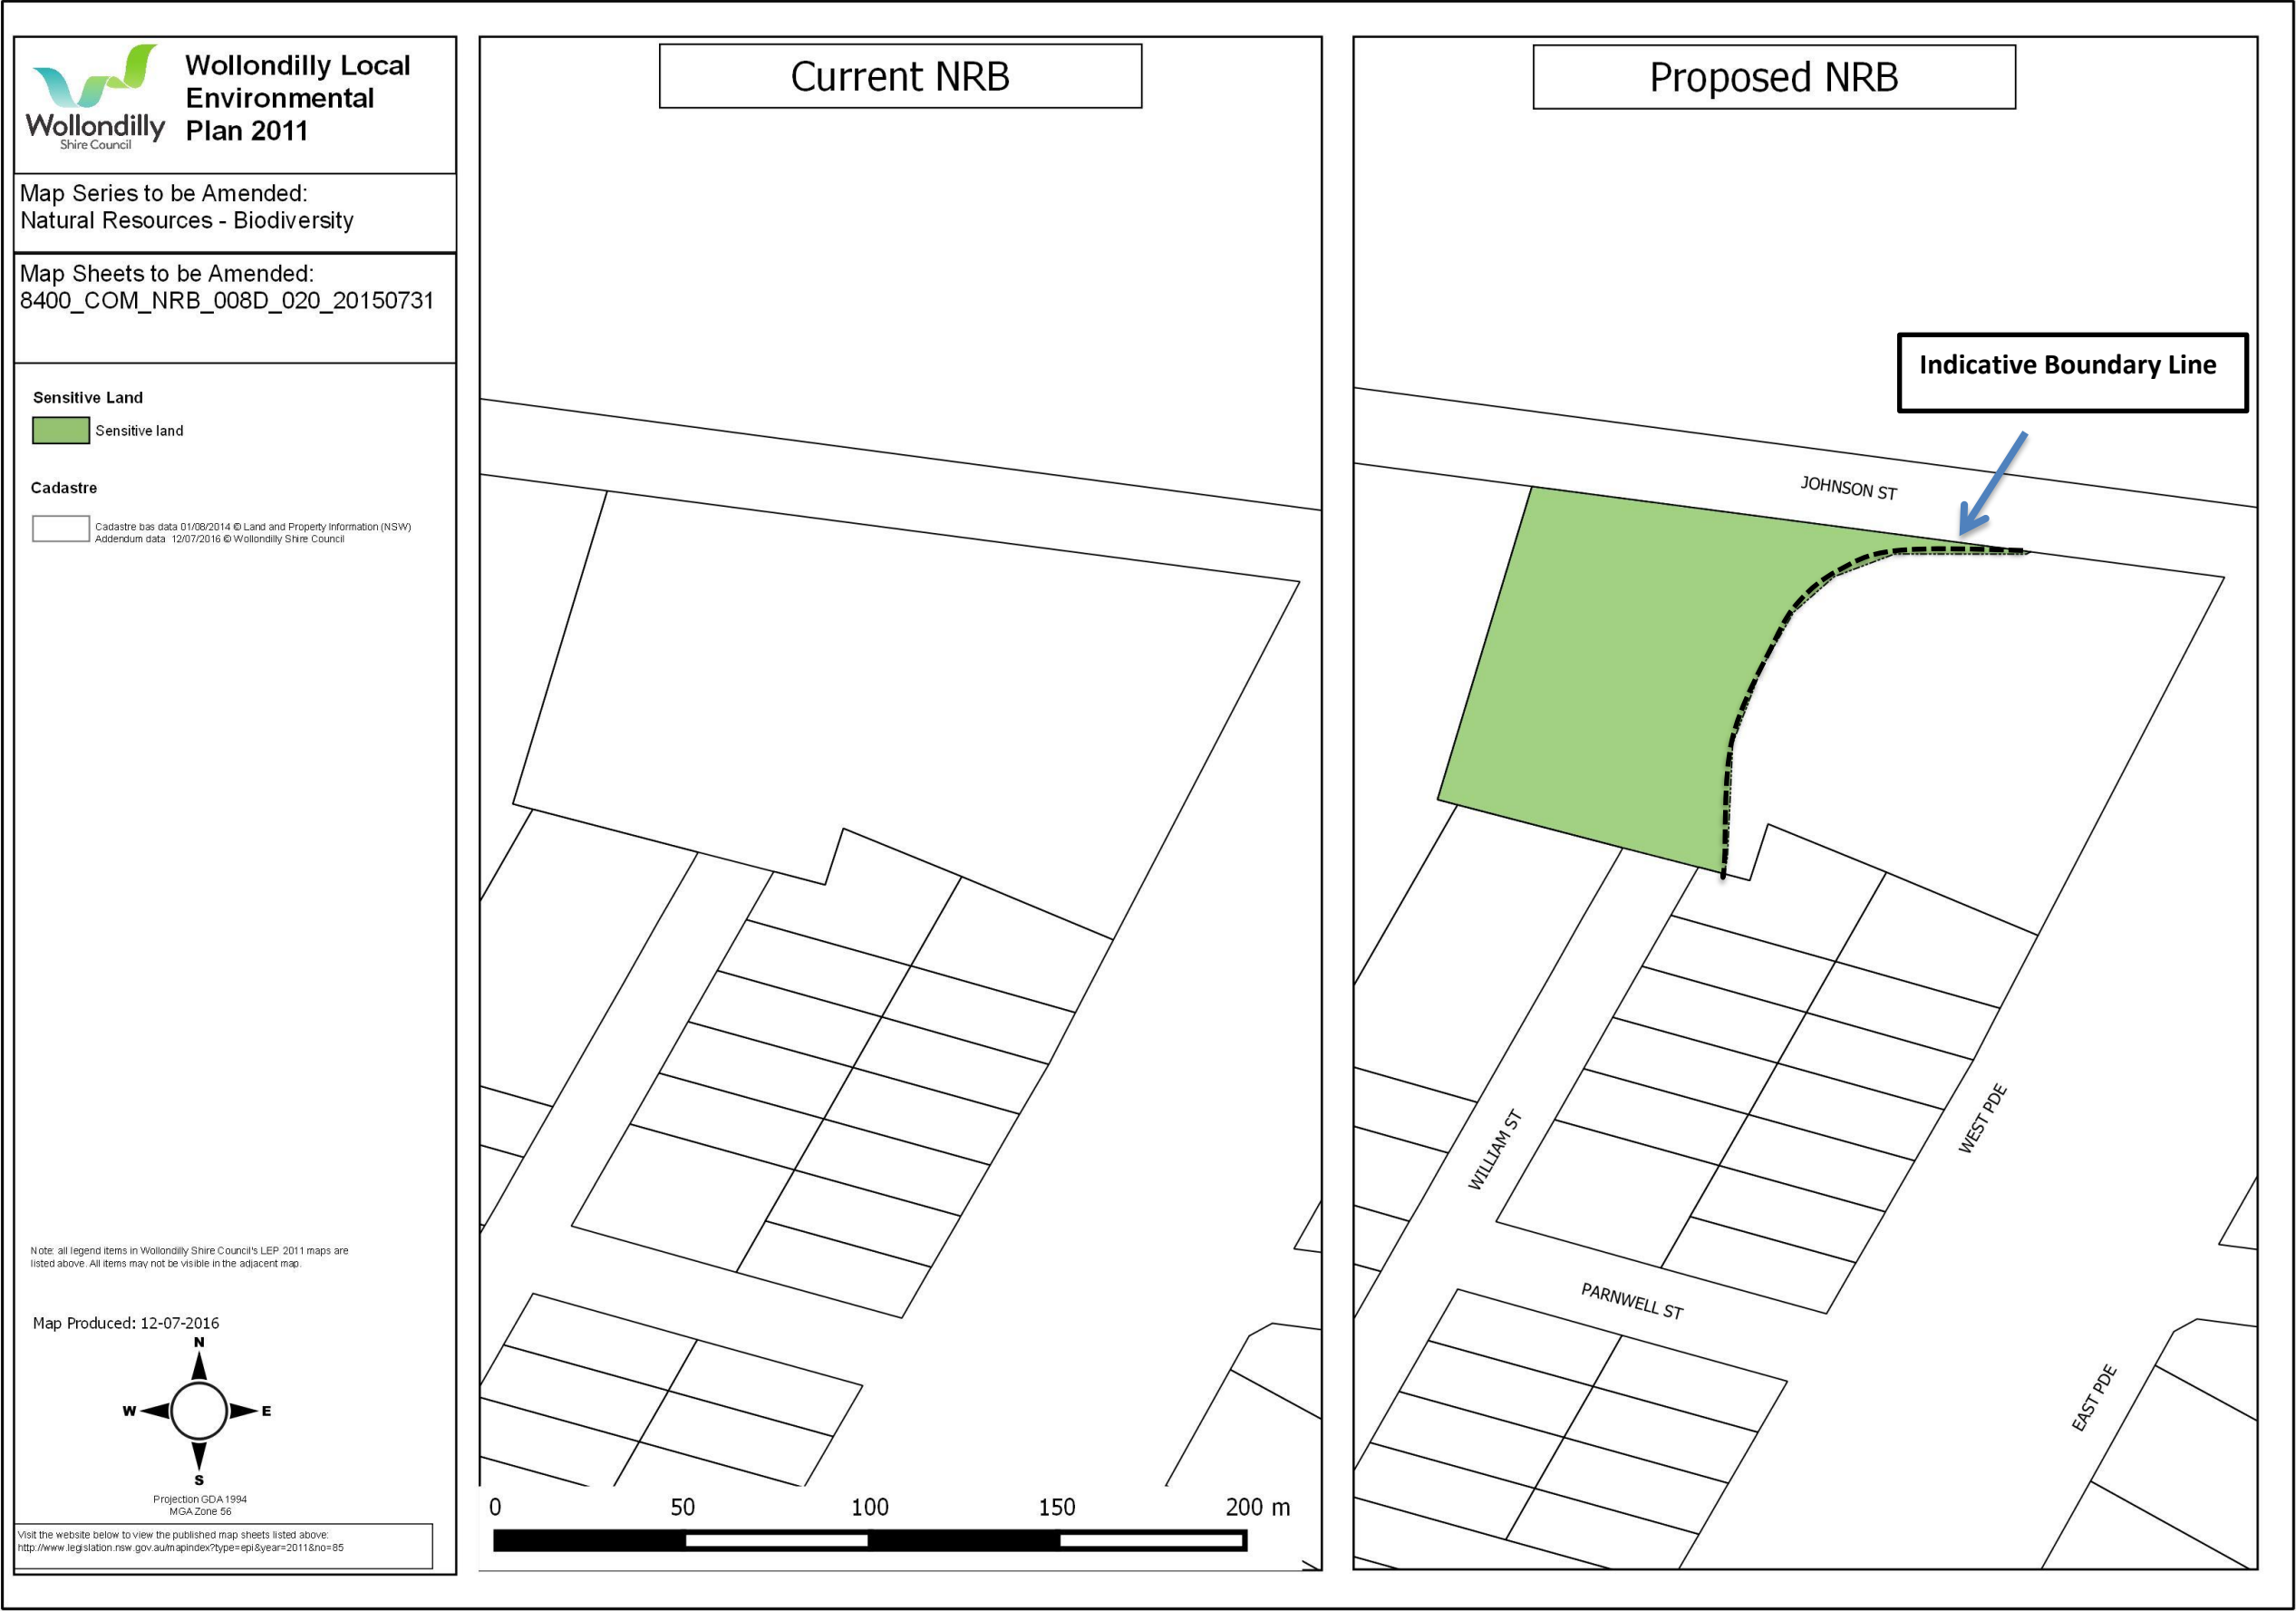 Wollondilly
Shire Council
Wollondilly Local
Environmental
Plan 2011
Map Series to be Amended:
Natural Resources - Biodiversity
Map Sheets to be Amended:
8400_COM_NRB_008D_020_20150731
Sensitive Land
Sensitive land
Cadastre
Cadastre bas data 01/08/2014 © Land and Property Information (NSW)
Addendum data 12/07/2016 © Wollondilly Shire Council
Note: all legend items in Wollondilly Shire Council's LEP 2011 maps are
listed above. All items may not be visible in the adjacent map.
Map Produced: 12-07-2016
N
W
E
S
Projection GDA 1994
MGA Zone 56
Visit the website below to view the published map sheets listed above:
http://www.legislation.nsw.gov.au/mapindex?type=epi&year=2011&no=85
Current NRB
0 50 100 150 200 m
Proposed NRB
Indicative Boundary Line
JOHNSON ST
WILLIAM ST
WEST PDE
PARNWELL ST
EAST PDE